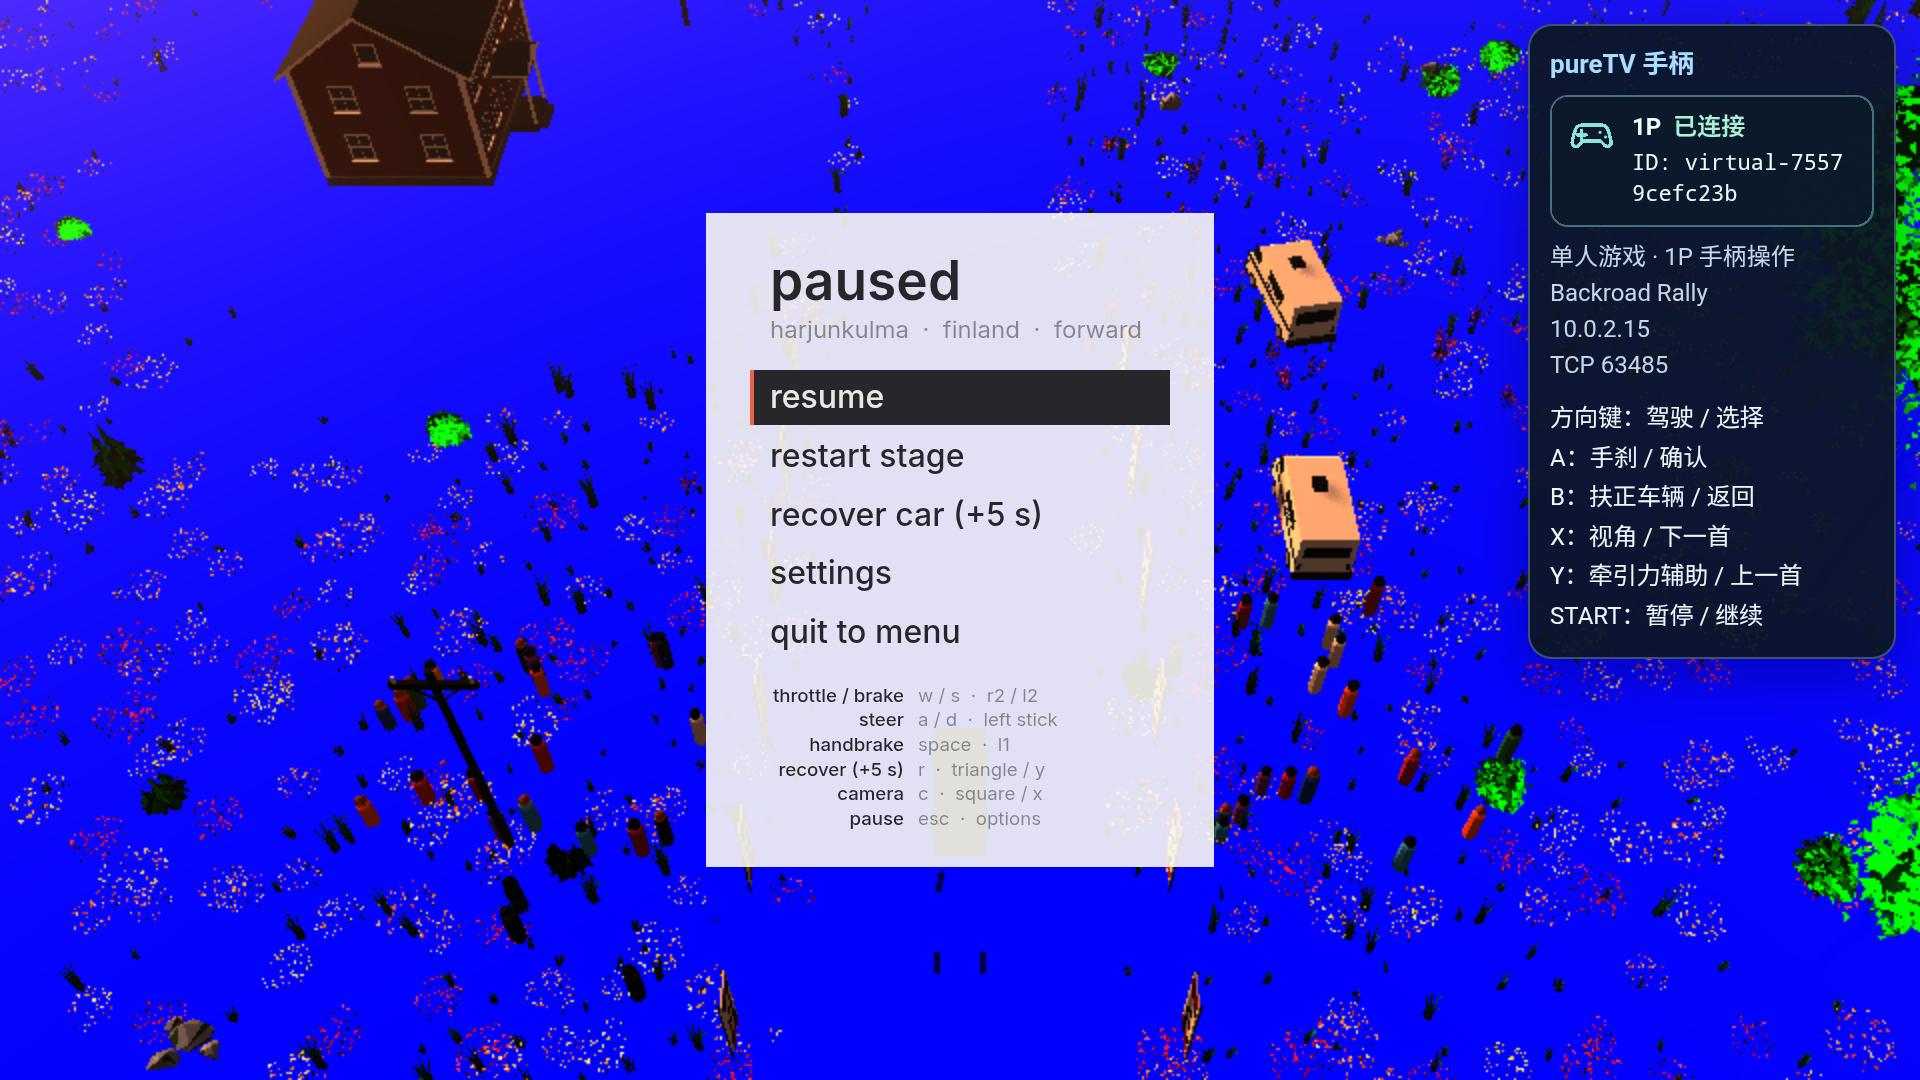 paused
harjunkulma · finland · forward
resume
restart stage
recover car (+5 s)
settings
quit to menu
throttle / brake w / s · r2 / l2
steer a / d · left stick
handbrake space · l1
recover (+5 s) r · triangle / y
camera c · square / x
pause esc · options
pureTV 手柄
1P 已连接
ID: virtual-7557
9cefc23b
单人游戏 · 1P 手柄操作
Backroad Rally
10.0.2.15
TCP 63485
方向键：驾驶 / 选择
A：手刹 / 确认
B：扶正车辆 / 返回
X：视角 / 下一首
Y：牵引力辅助 / 上一首
START：暂停 / 继续